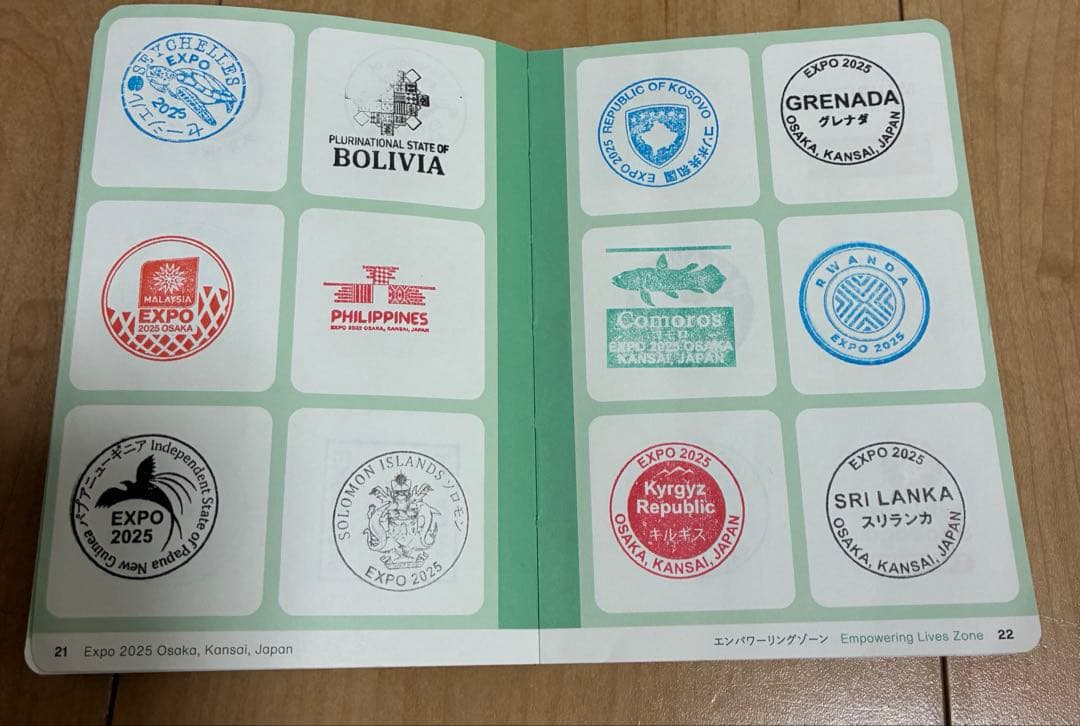 SEYCHELLES
EXPO
2025
セーシェル
PLURINATIONAL STATE OF
BOLIVIA
MALAYSIA
EXPO
2025 OSAKA
PHILIPPINES
EXPO 2025 OSAKA, KANSAI, JAPAN
パプアニューギニア Independent State of Papua New Guinea
EXPO
2025
SOLOMON ISLANDS ソロモン
EXPO 2025
REPUBLIC OF KOSOVO コソボ共和国
EXPO 2025
EXPO 2025
GRENADA
グレナダ
OSAKA, KANSAI, JAPAN
Comoros
コモロ
EXPO 2025 OSAKA
KANSAI, JAPAN
RWANDA
EXPO 2025
EXPO 2025
Kyrgyz
Republic
キルギス
OSAKA, KANSAI, JAPAN
EXPO 2025
SRI LANKA
スリランカ
OSAKA, KANSAI, JAPAN
21 Expo 2025 Osaka, Kansai, Japan
エンパワーリングゾーン Empowering Lives Zone 22